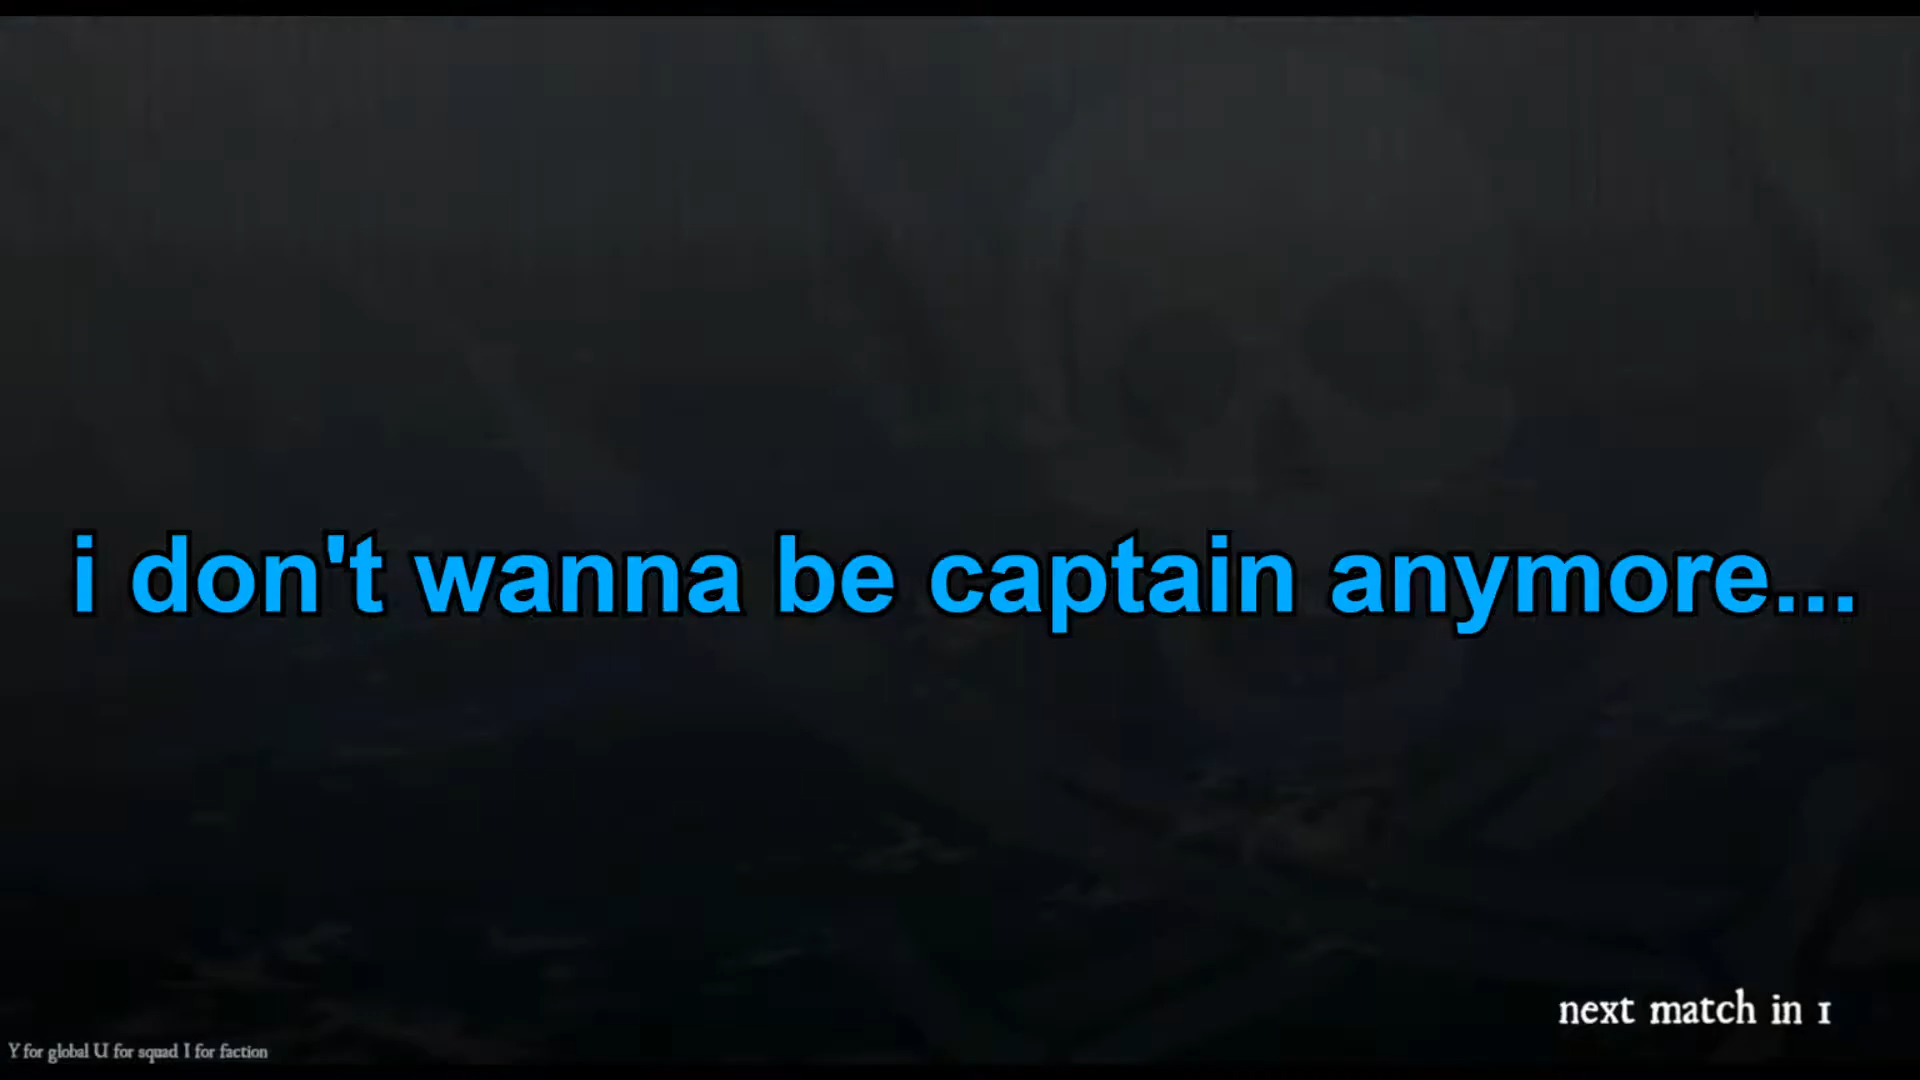 i don't wanna be captain anymore...
next match in 1
Y for global U for squad I for faction